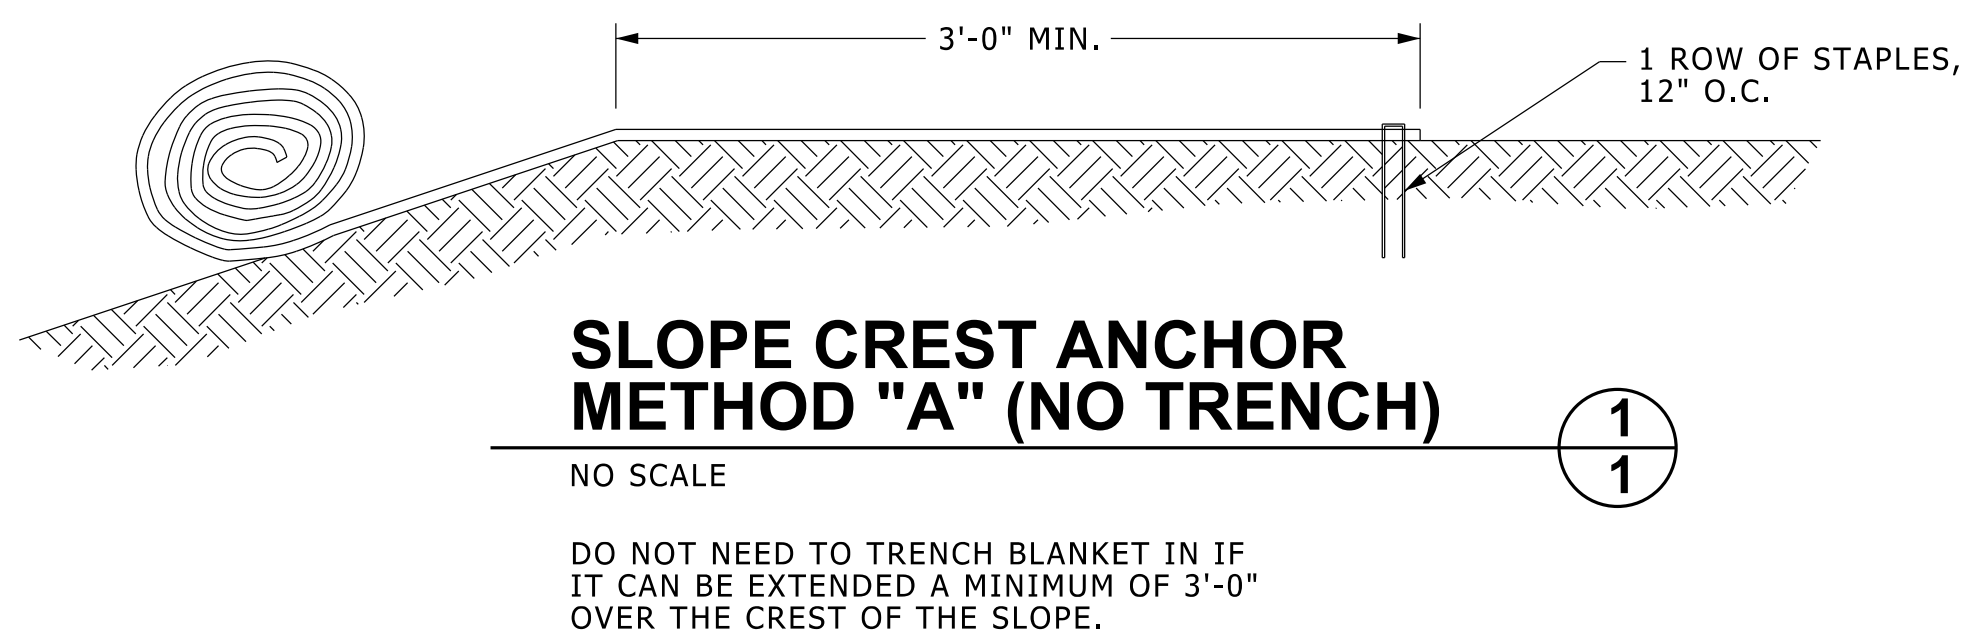 3'-0" MIN.
1 ROW OF STAPLES,
12" O.C.
SLOPE CREST ANCHOR
METHOD "A" (NO TRENCH)
1
1
NO SCALE
DO NOT NEED TO TRENCH BLANKET IN IF
IT CAN BE EXTENDED A MINIMUM OF 3'-0"
OVER THE CREST OF THE SLOPE.